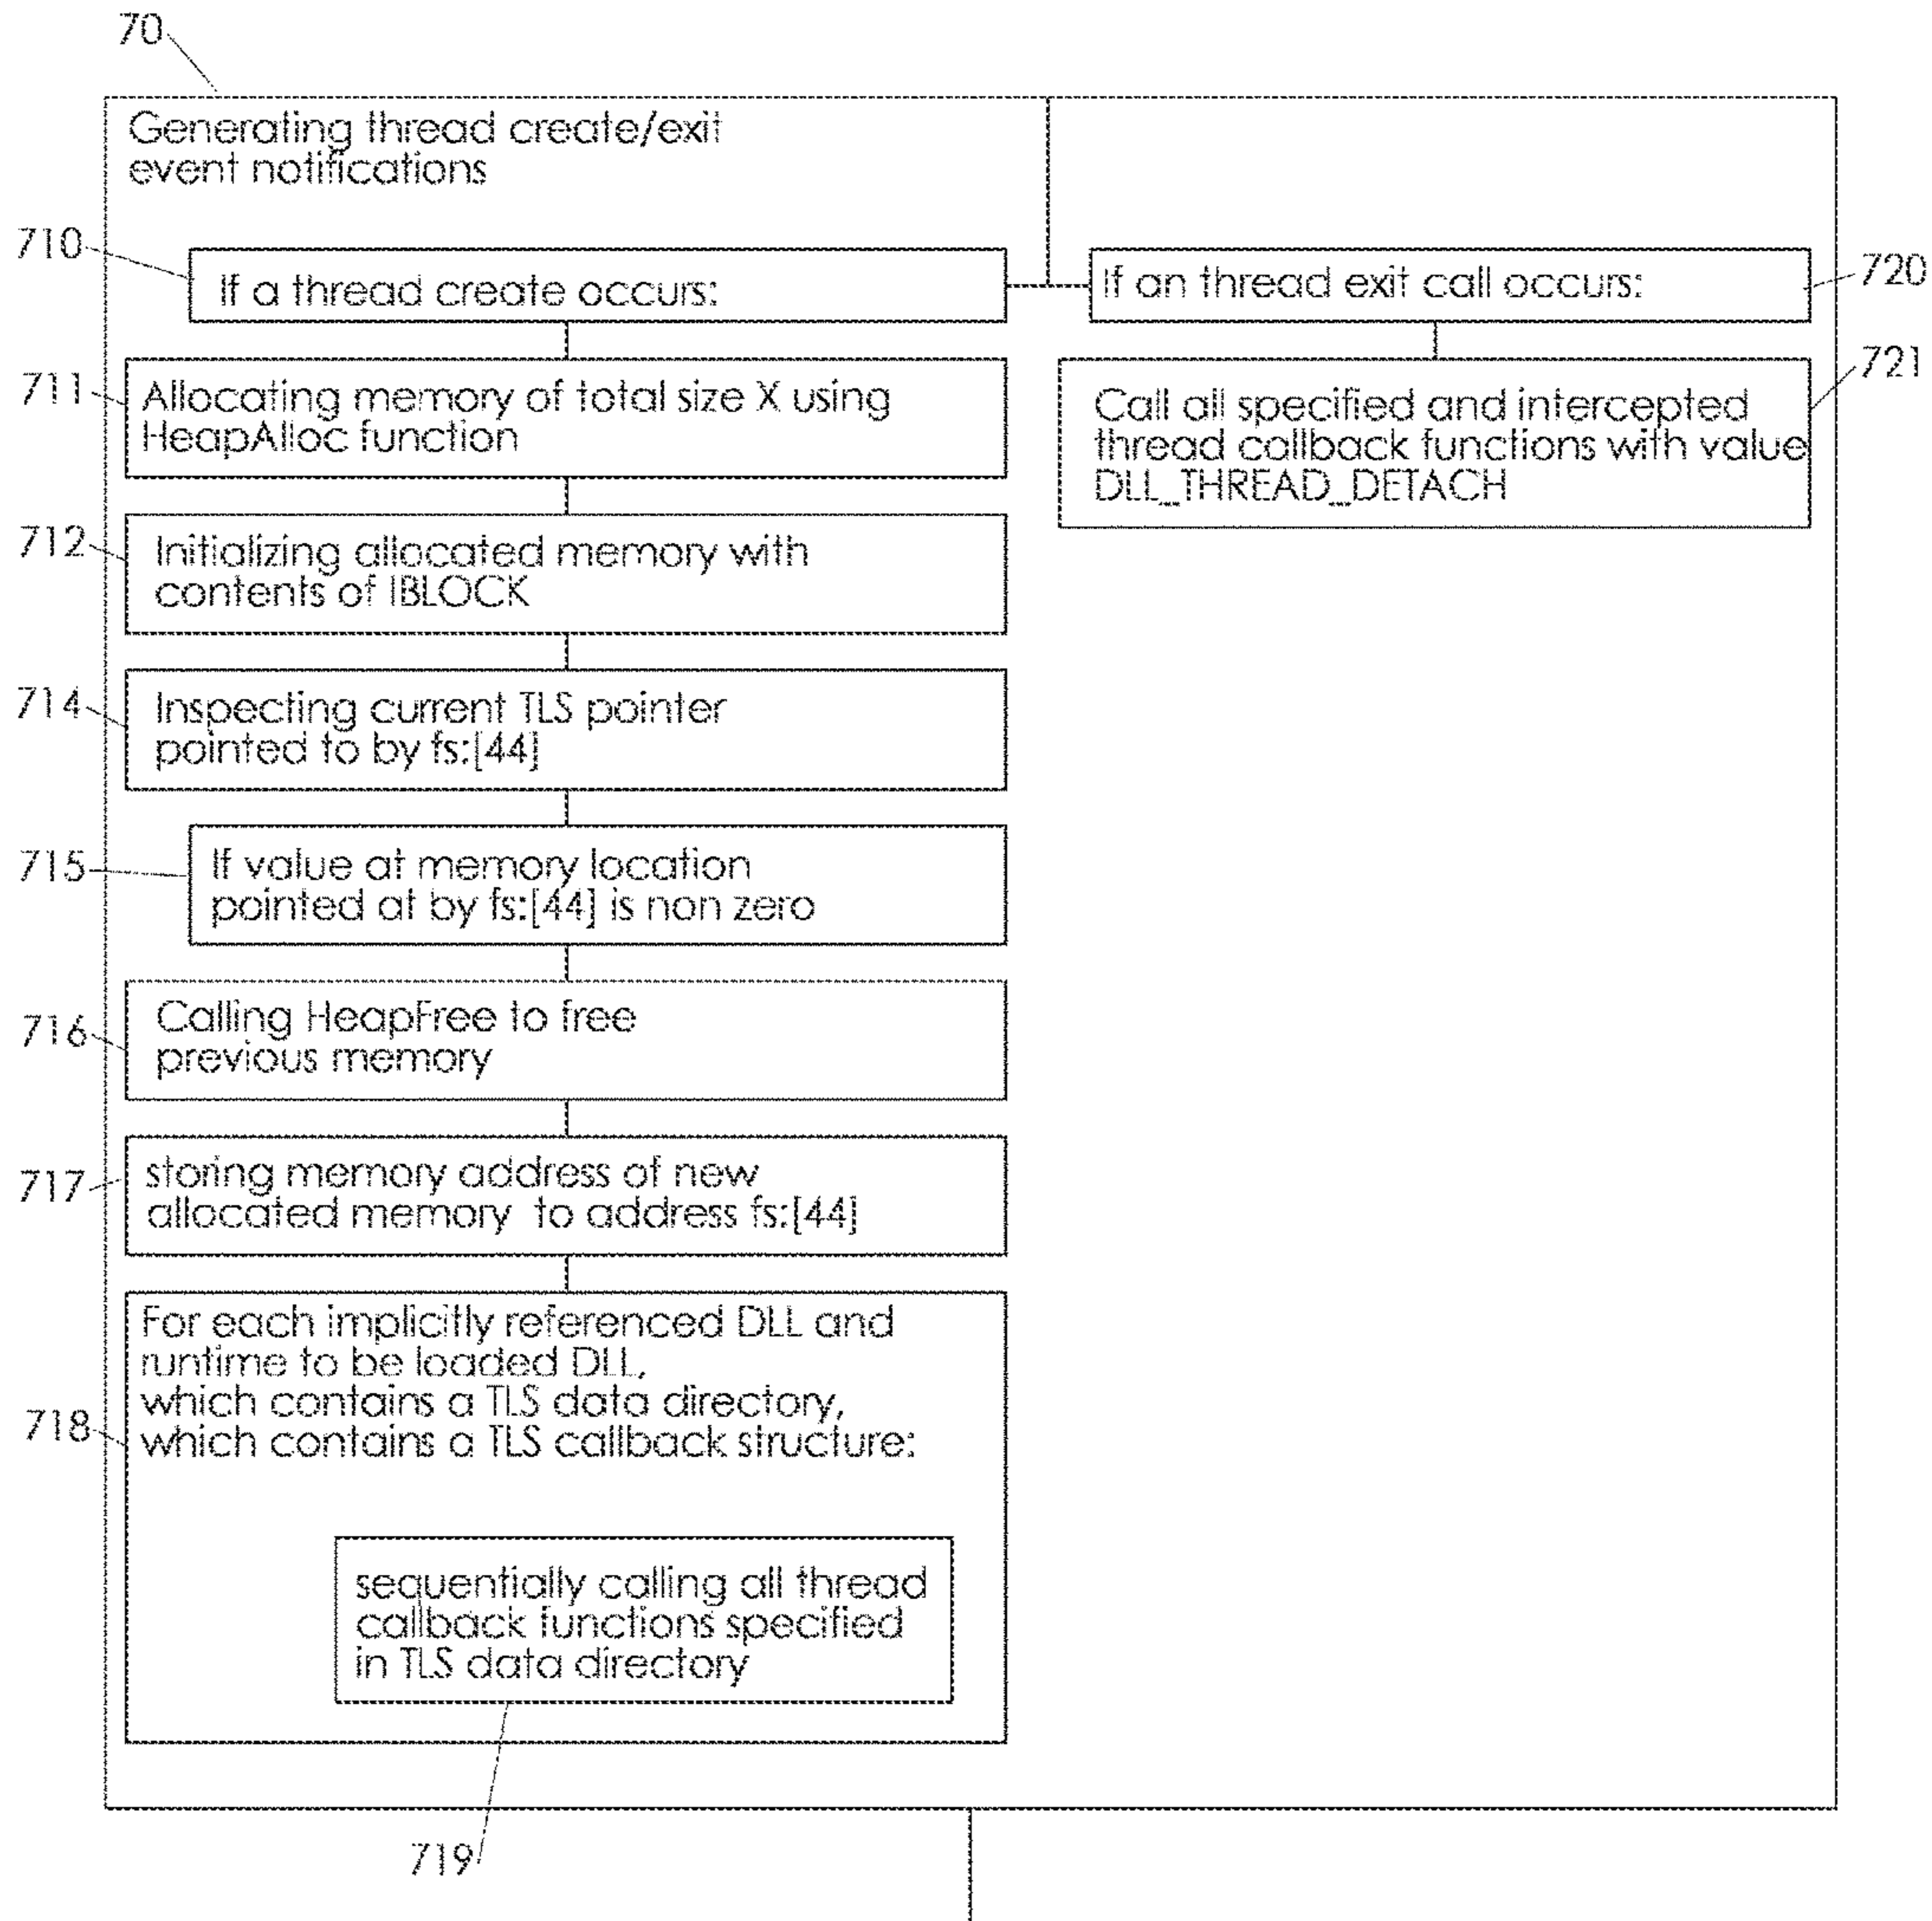 70
Generating thread create/exit
event notifications
710
If a thread create occurs:
If an thread exit call occurs:
720
711
Allocating memory of total size X using
HeapAlloc function
Call all specified and intercepted
thread callback functions with value
DLL_THREAD_DETACH
721
712
Initializing allocated memory with
contents of IBLOCK
714
Inspecting current TLS pointer
pointed to by fs:[44]
715
If value at memory location
pointed at by fs:[44] is non zero
716
Calling HeapFree to free
previous memory
717
storing memory address of new
allocated memory to address fs:[44]
718
For each implicitly referenced DLL and
runtime to be loaded DLL,
which contains a TLS data directory,
which contains a TLS callback structure:
sequentially calling all thread
callback functions specified
in TLS data directory
719